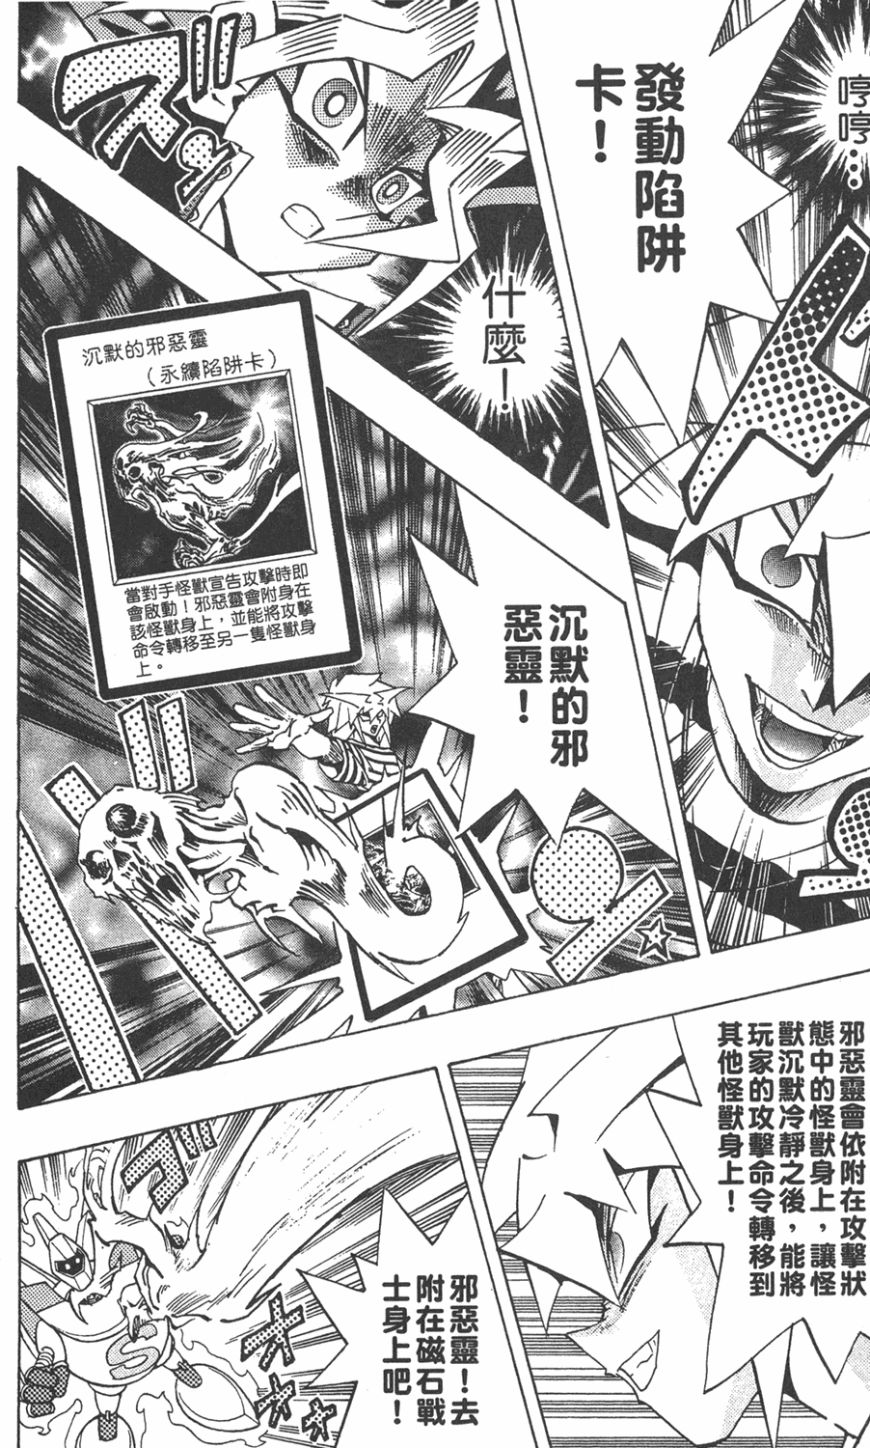 哼哼…
發動陷阱
卡！
什麼！
沉默的邪惡靈
（永續陷阱卡）
當對手怪獸宣告攻擊時即
會啟動！邪惡靈會附身在
該怪獸身上，並能將攻擊
命令轉移至另一隻怪獸身
上。
沉默的邪
惡靈！
邪惡靈會依附在攻擊狀
態中的怪獸身上，讓怪
獸沉默冷靜之後，能將
玩家的攻擊命令轉移到
其他怪獸身上！
邪惡靈！去
附在磁石戰
士身上吧！
S